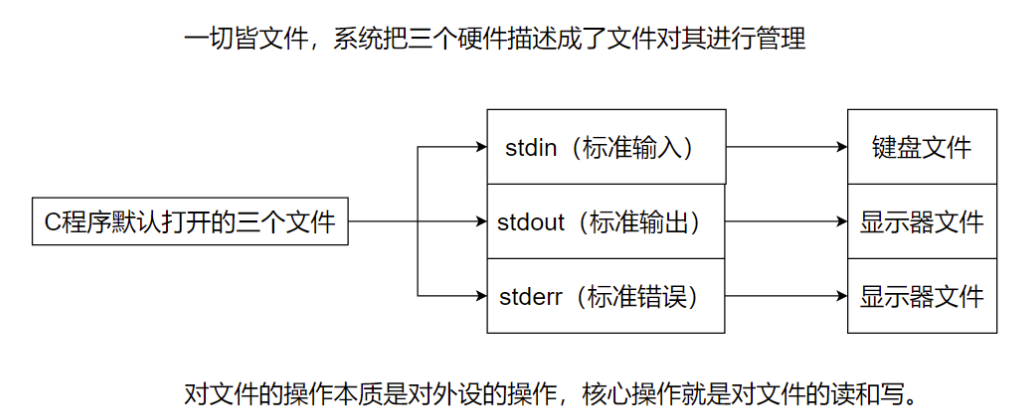 一切皆文件，系统把三个硬件描述成了文件对其进行管理
stdin（标准输入）
键盘文件
C程序默认打开的三个文件
stdout（标准输出）
显示器文件
stderr（标准错误）
显示器文件
对文件的操作本质是对外设的操作，核心操作就是对文件的读和写。